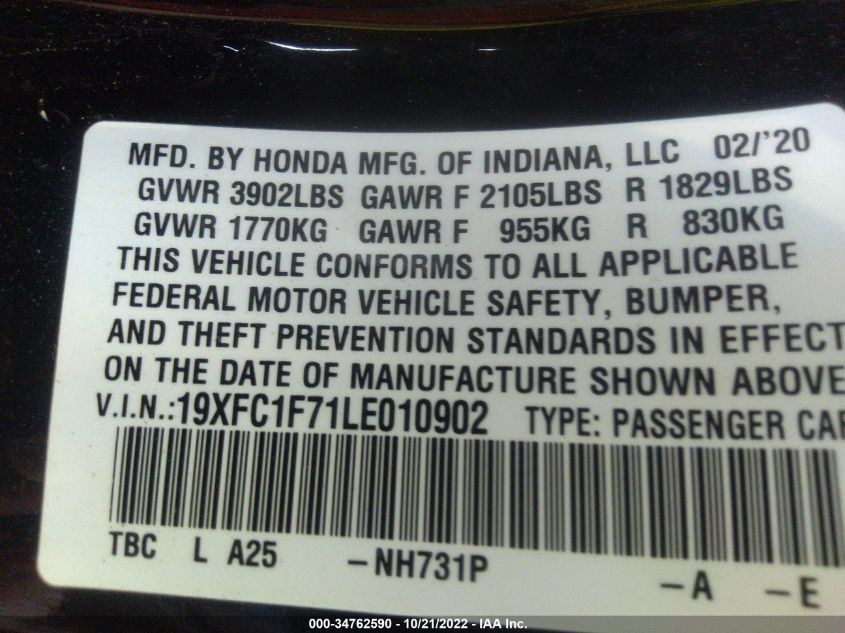 MFD. BY HONDA MFG. OF INDIANA, LLC 02/'20
GVWR 3902LBS GAWR F 2105LBS R 1829LBS
GVWR 1770KG GAWR F 955KG R 830KG
THIS VEHICLE CONFORMS TO ALL APPLICABLE
FEDERAL MOTOR VEHICLE SAFETY, BUMPER,
AND THEFT PREVENTION STANDARDS IN EFFECT
ON THE DATE OF MANUFACTURE SHOWN ABOVE
V.I.N.:19XFC1F71LE010902 TYPE: PASSENGER CAR
TBC L A25 -NH731P -A -E
000-34762590 - 10/21/2022 - IAA Inc.